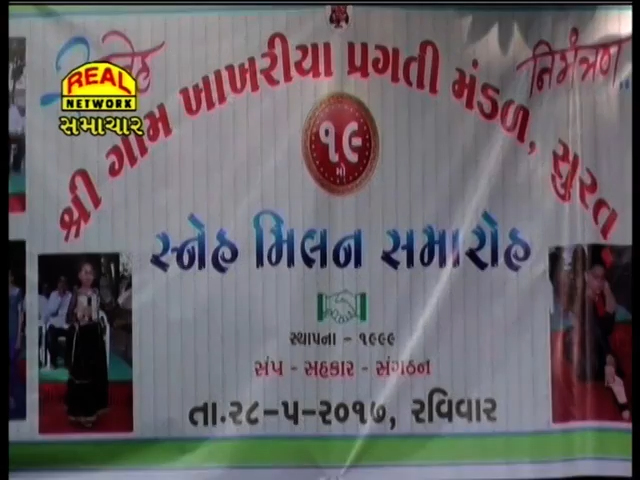 સ્નેહ
નિમંત્રણ
REAL
NETWORK
સમાચાર
શ્રી ગામ ખાખરીયા પ્રગતી મંડળ, સુરત
૧૯
મો
સ્નેહ મિલન સમારોહ
સ્થાપના - ૧૯૯૯
સંપ - સહકાર - સંગઠન
તા.૨૮-૫-૨૦૧૭, રવિવાર